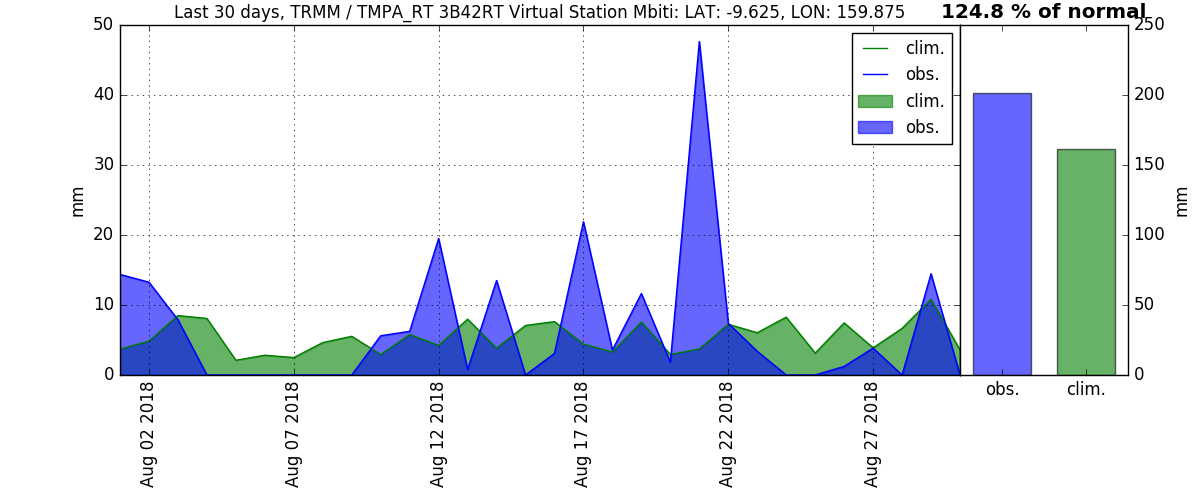 Last 30 days, TRMM / TMPA_RT 3B42RT Virtual Station Mbiti: LAT: -9.625, LON: 159.875
124.8 % of normal
50
40
30
20
10
0
mm
clim.
obs.
clim.
obs.
250
200
150
100
50
0
mm
Aug 02 2018
Aug 07 2018
Aug 12 2018
Aug 17 2018
Aug 22 2018
Aug 27 2018
obs.
clim.